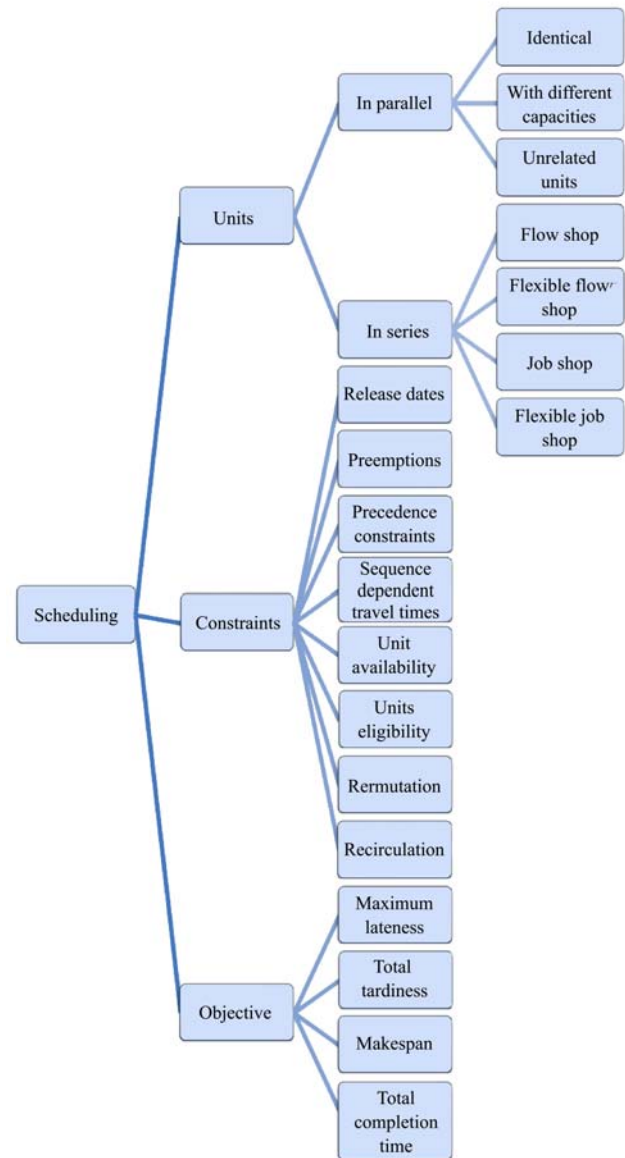 Identical
In parallel
With different
capacities
Unrelated
units
Units
Flow shop
Flexible flow
shop
In series
Job shop
Flexible job
shop
Release dates
Preemptions
Precedence
constraints
Sequence
dependent
travel times
Scheduling
Constraints
Unit
availability
Units
eligibility
Rermutation
Recirculation
Maximum
lateness
Total
tardiness
Objective
Makespan
Total
completion
time